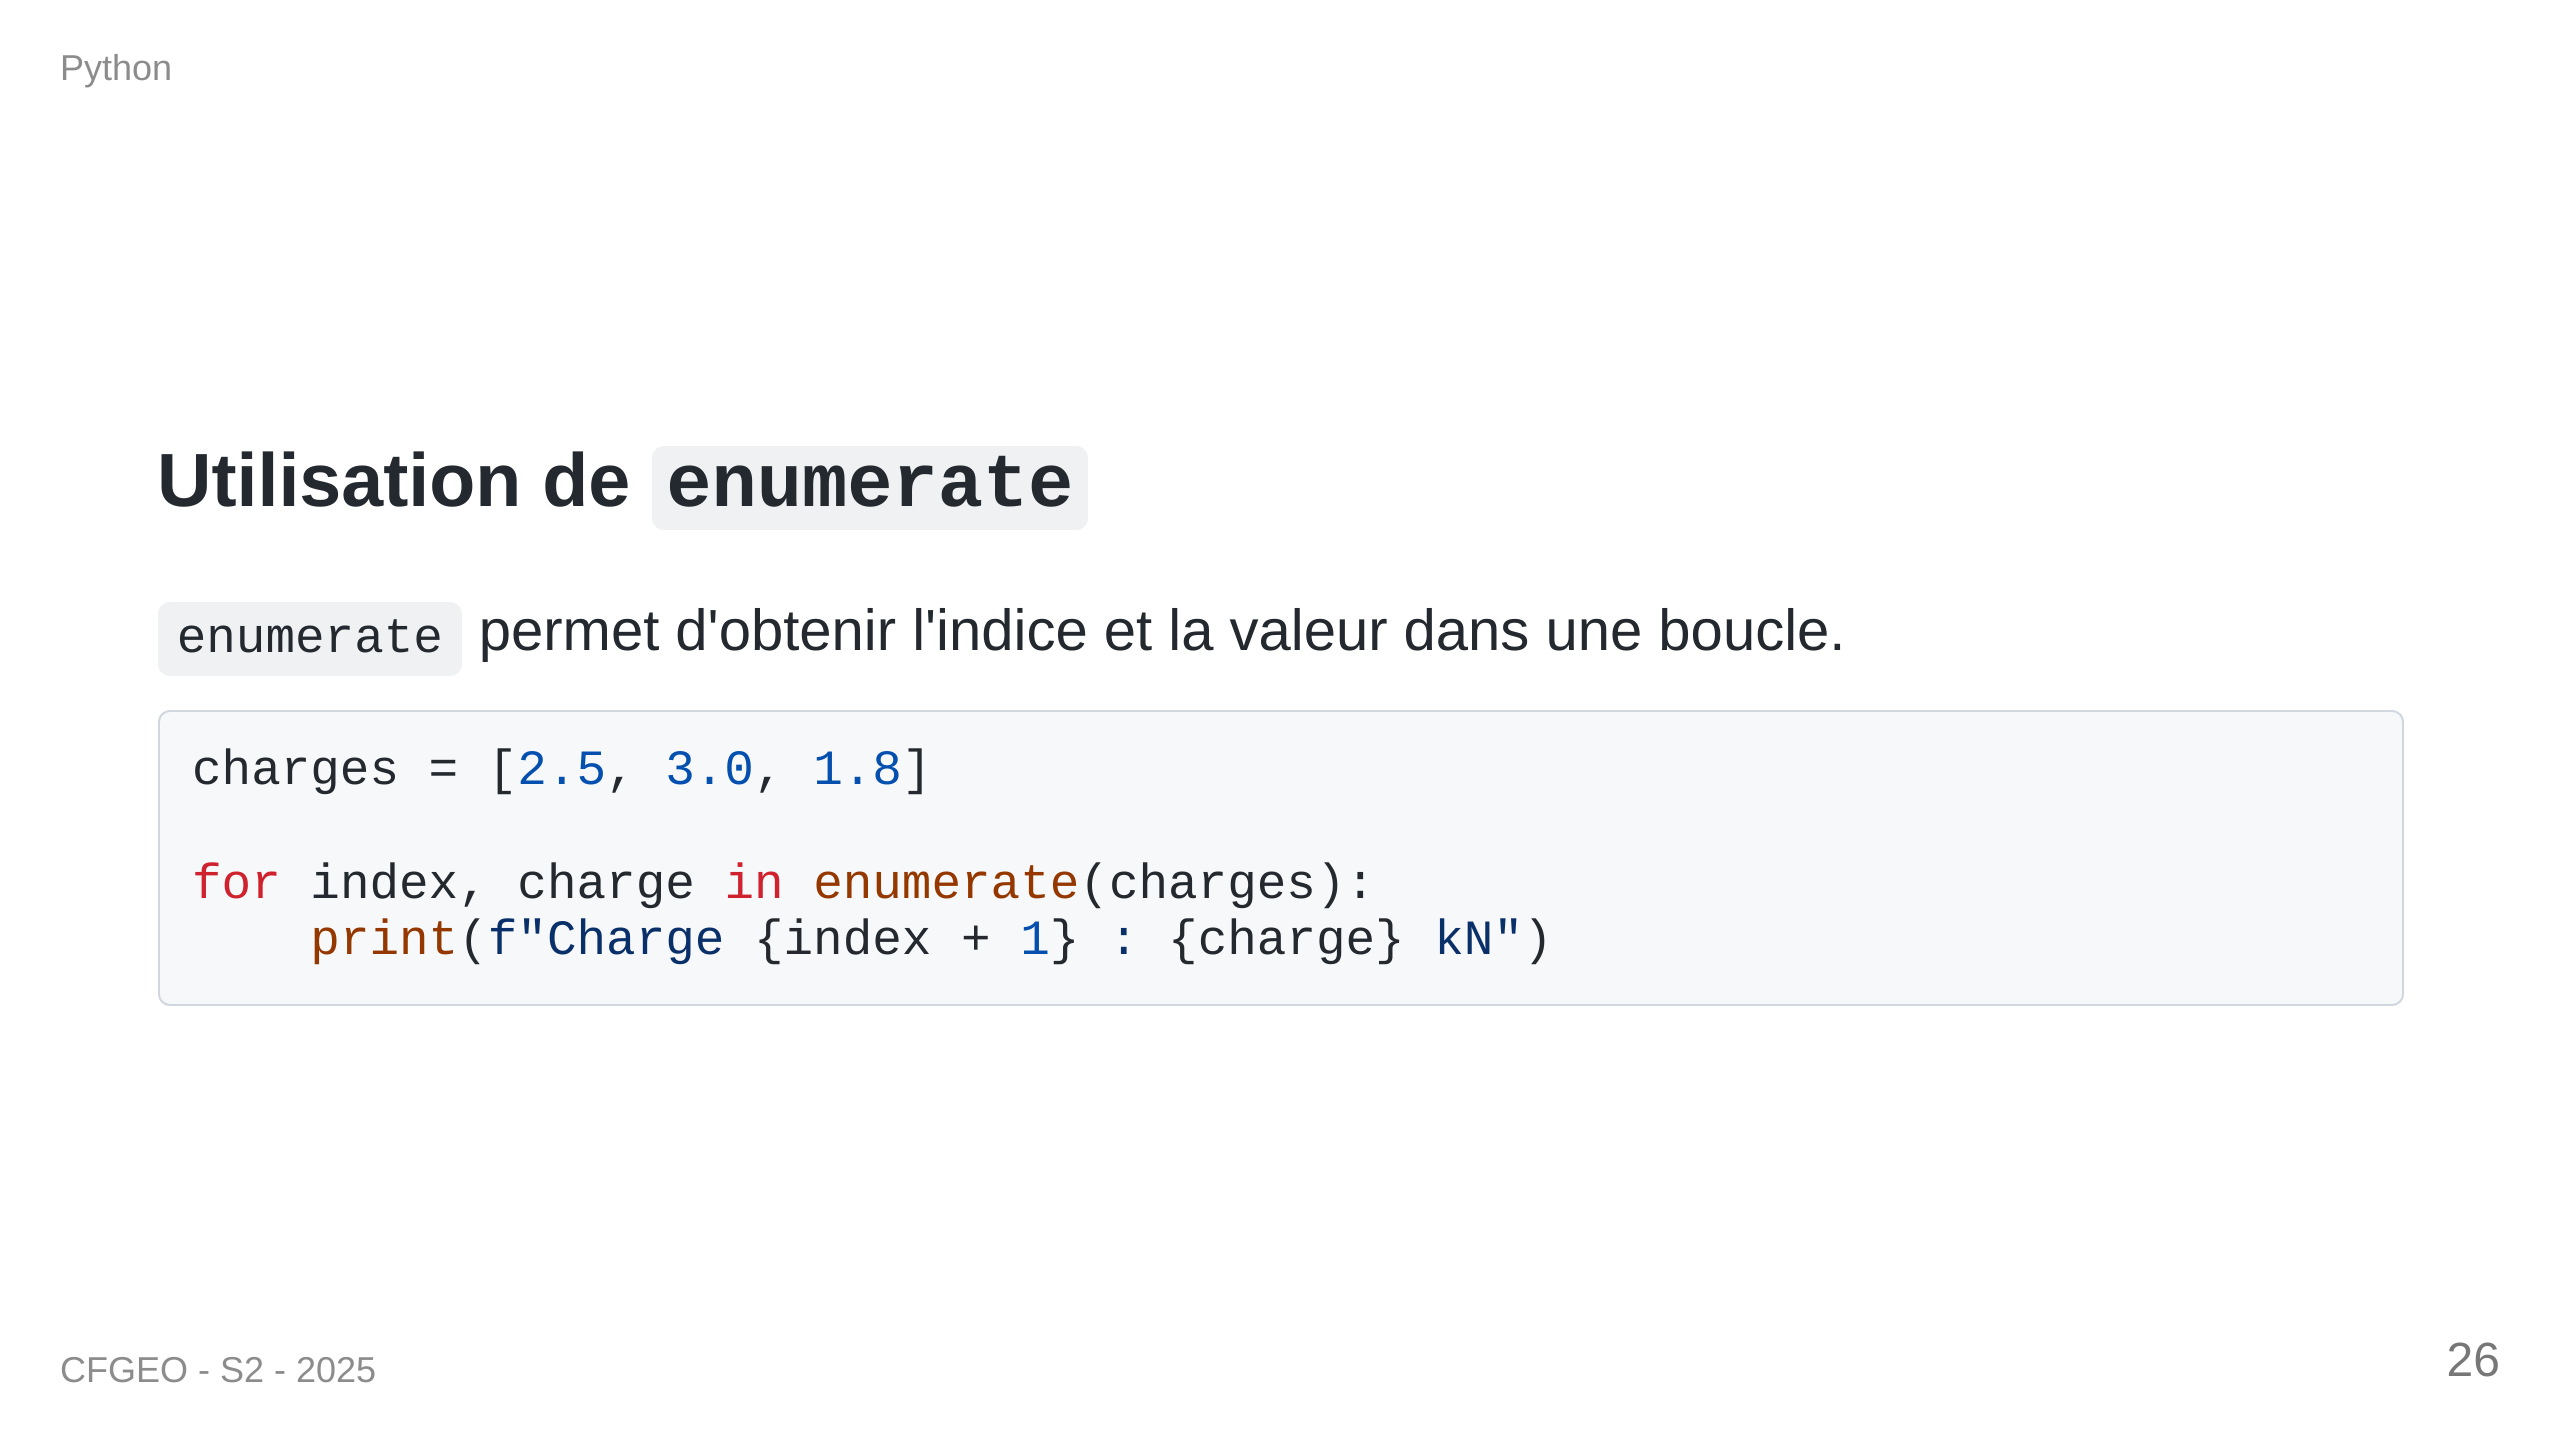 Python
Utilisation de enumerate
enumerate permet d'obtenir l'indice et la valeur dans une boucle.
charges = [2.5, 3.0, 1.8]
for index, charge in enumerate(charges):
    print(f"Charge {index + 1} : {charge} kN")
CFGEO - S2 - 2025
26